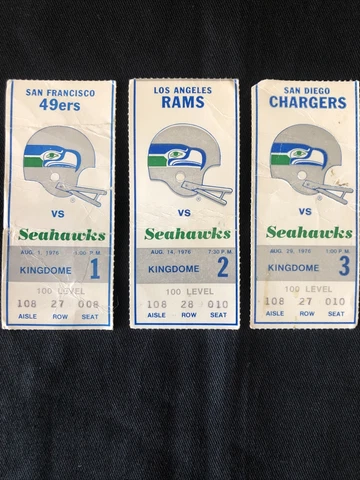 SAN FRANCISCO
49ers
VS
Seahawks
AUG. 1, 1976 1:00 P.M.
KINGDOME 1
100 LEVEL
108 27 008
AISLE ROW SEAT
LOS ANGELES
RAMS
VS
Seahawks
AUG. 14, 1976 7:30 P.M.
KINGDOME 2
100 LEVEL
108 28 010
AISLE ROW SEAT
SAN DIEGO
CHARGERS
VS
Seahawks
AUG. 29, 1976 1:00 P.M.
KINGDOME 3
100 LEVEL
108 27 010
AISLE ROW SEAT